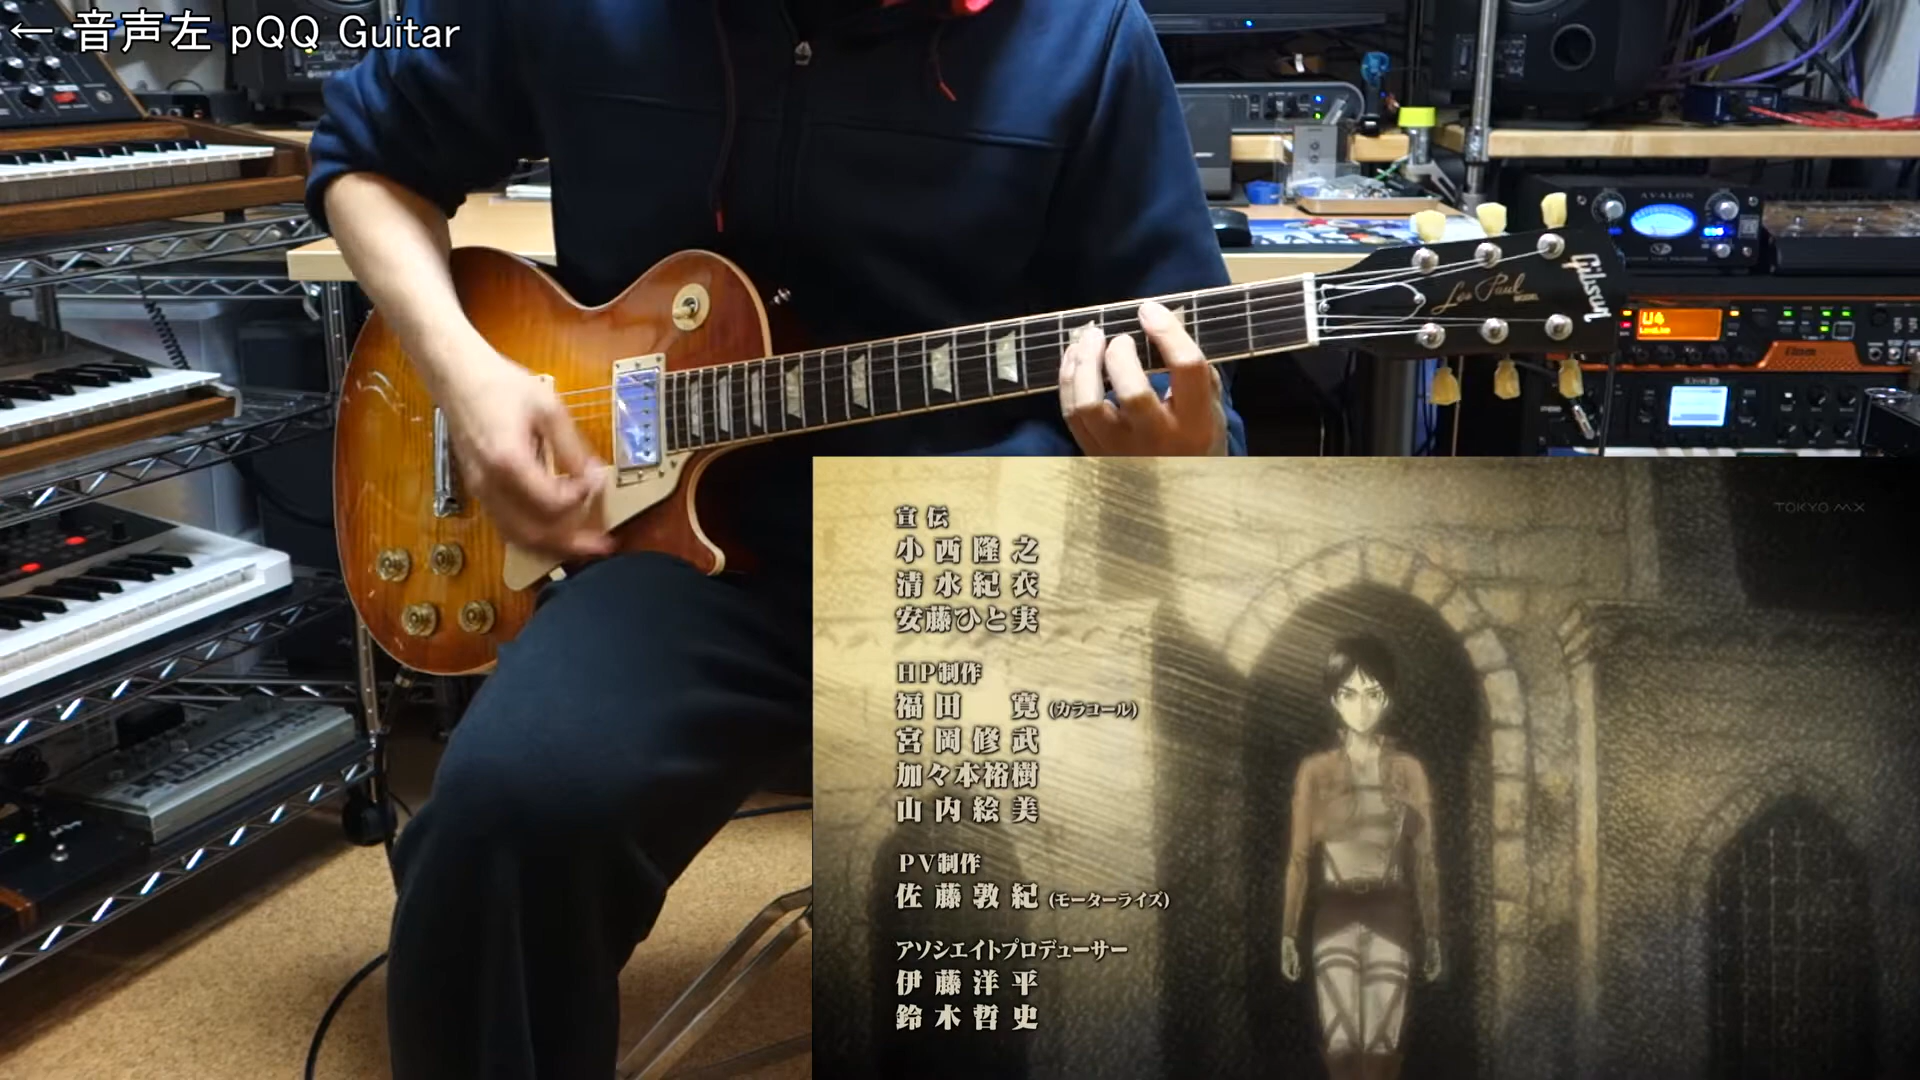 ← 音声左 pQQ Guitar
AVALON
Les Paul
MODEL
Gibson
U4
TOKYO MX
宣伝
小西隆之
清水紀衣
安藤ひと実
HP制作
福田 寛 (カラコール)
宮岡修武
加々本裕樹
山内絵美
PV制作
佐藤敦紀 (モーターライズ)
アソシエイトプロデューサー
伊藤洋平
鈴木哲史